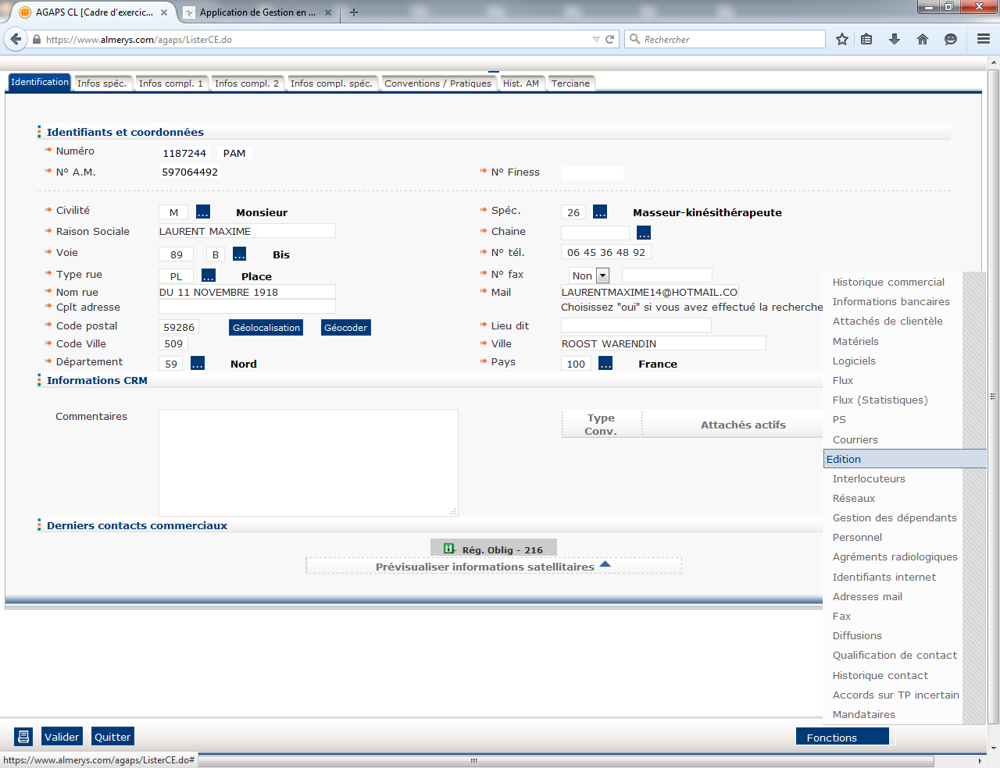 AGAPS CL [Cadre d'exercic...
Application de Gestion en ...
https://www.almerys.com/agaps/ListerCE.do
Rechercher
Identification
Infos spéc.
Infos compl. 1
Infos compl. 2
Infos compl. spéc.
Conventions / Pratiques
Hist. AM
Terciane
Identifiants et coordonnées
Numéro 1187244 PAM
N° A.M. 597064492
N° Finess
Civilité M ... Monsieur
Spéc. 26 ... Masseur-kinésithérapeute
Raison Sociale LAURENT MAXIME
Chaine ...
Voie 89 B ... Bis
N° tél. 06 45 36 48 92
Type rue PL ... Place
N° fax Non
Nom rue DU 11 NOVEMBRE 1918
Mail LAURENTMAXIME14@HOTMAIL.CO
Cplt adresse
Choisissez "oui" si vous avez effectué la recherche
Code postal 59286 Géolocalisation Géocoder
Lieu dit
Code Ville 509
Ville ROOST WARENDIN
Département 59 ... Nord
Pays 100 ... France
Informations CRM
Commentaires
Type Conv.
Attachés actifs
Derniers contacts commerciaux
Rég. Oblig - 216
Prévisualiser informations satellitaires
Historique commercial
Informations bancaires
Attachés de clientèle
Matériels
Logiciels
Flux
Flux (Statistiques)
PS
Courriers
Edition
Interlocuteurs
Réseaux
Gestion des dépendants
Personnel
Agréments radiologiques
Identifiants internet
Adresses mail
Fax
Diffusions
Qualification de contact
Historique contact
Accords sur TP incertain
Mandataires
Valider
Quitter
Fonctions
https://www.almerys.com/agaps/ListerCE.do#